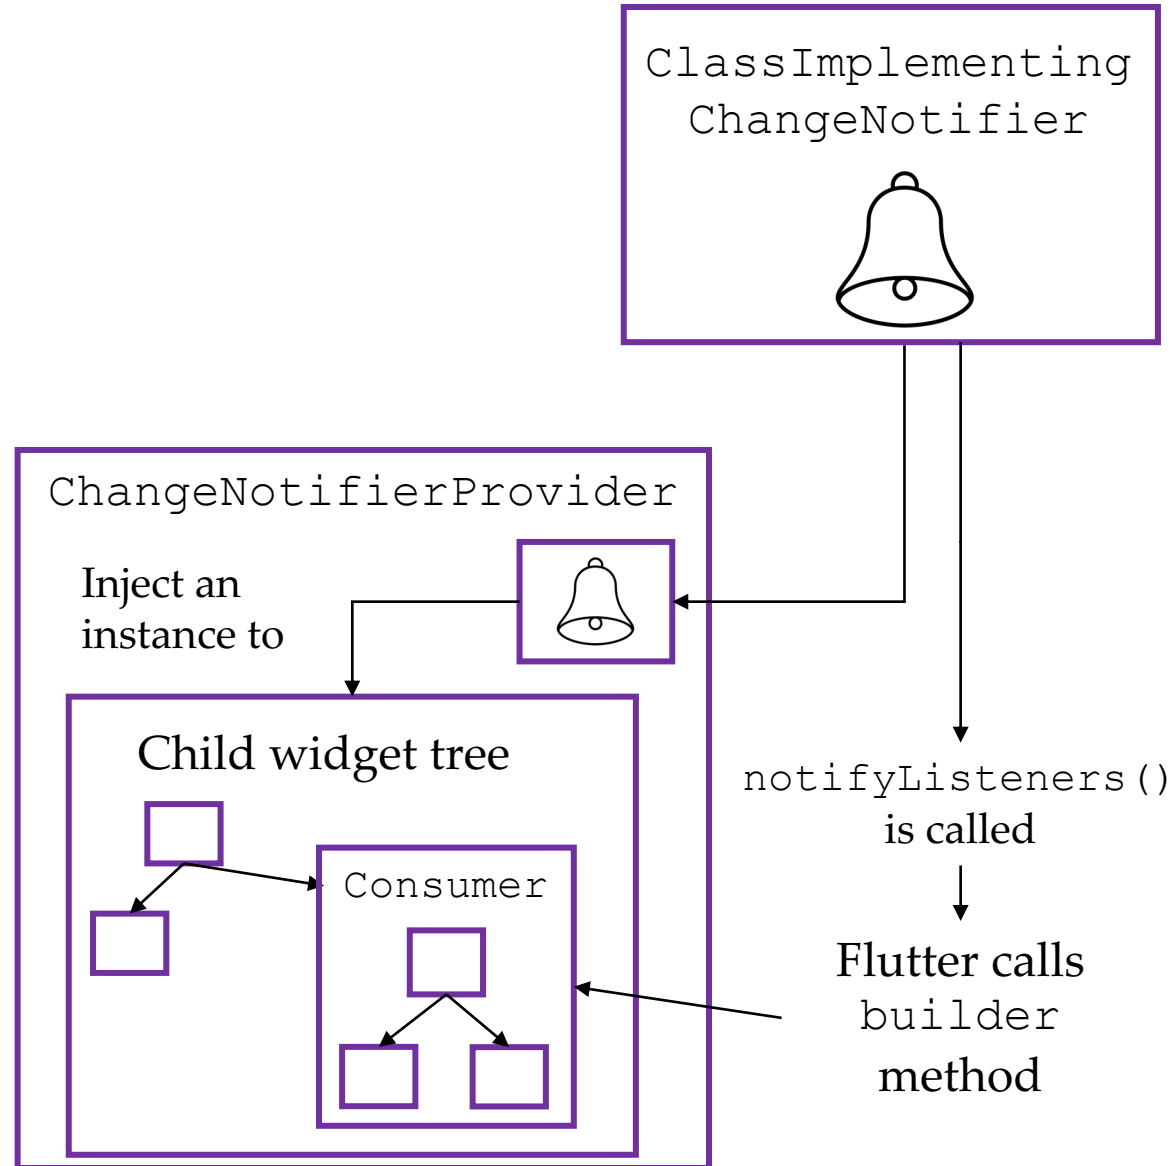 ClassImplementing
ChangeNotifier
ChangeNotifierProvider
Inject an
instance to
Child widget tree
Consumer
notifyListeners()
is called
Flutter calls
builder
method